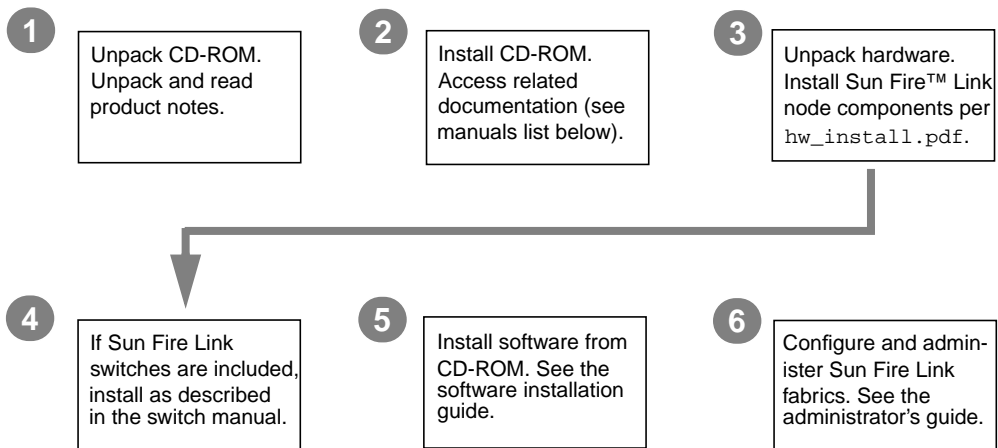 1
Unpack CD-ROM.
Unpack and read
product notes.
2
Install CD-ROM.
Access related
documentation (see
manuals list below).
3
Unpack hardware.
Install Sun Fire™ Link
node components per
hw_install.pdf.
4
If Sun Fire Link
switches are included,
install as described
in the switch manual.
5
Install software from
CD-ROM. See the
software installation
guide.
6
Configure and admin-
ister Sun Fire Link
fabrics. See the
administrator's guide.